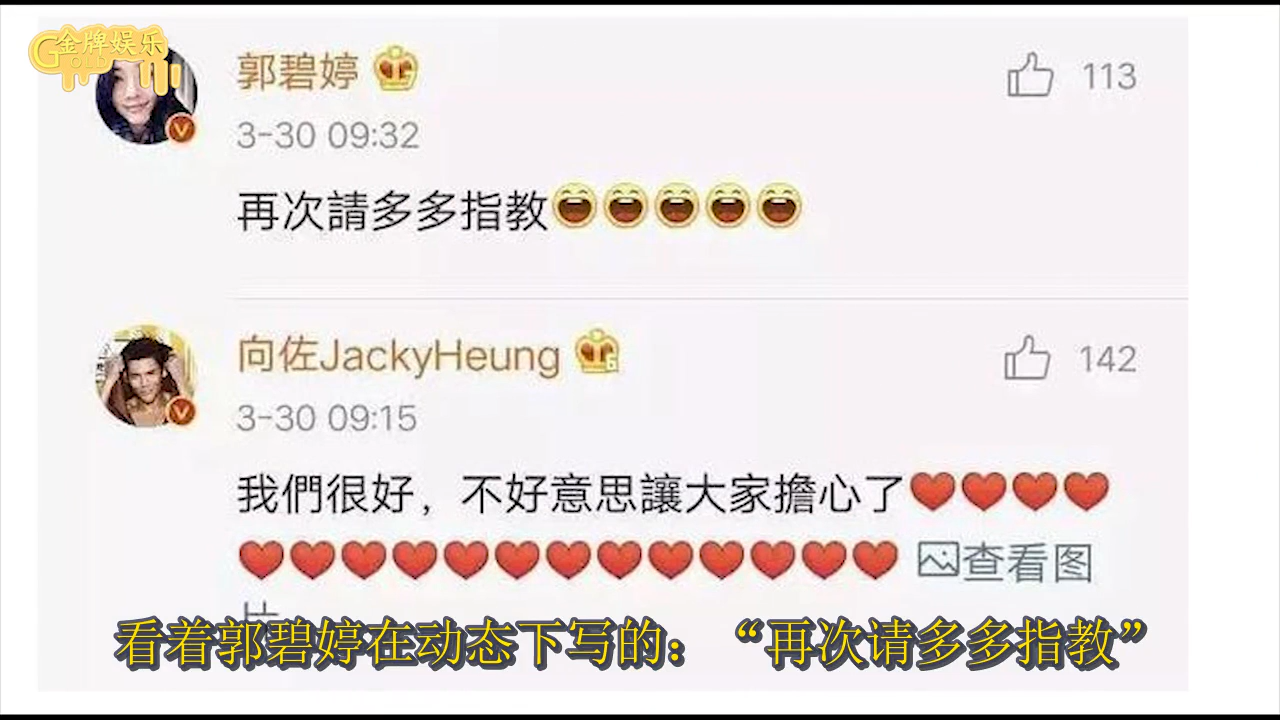 金牌娱乐
GOLD
郭碧婷
113
3-30 09:32
再次請多多指教
向佐JackyHeung
142
3-30 09:15
我們很好，不好意思讓大家擔心了
查看图
片
看着郭碧婷在动态下写的：“再次请多多指教”